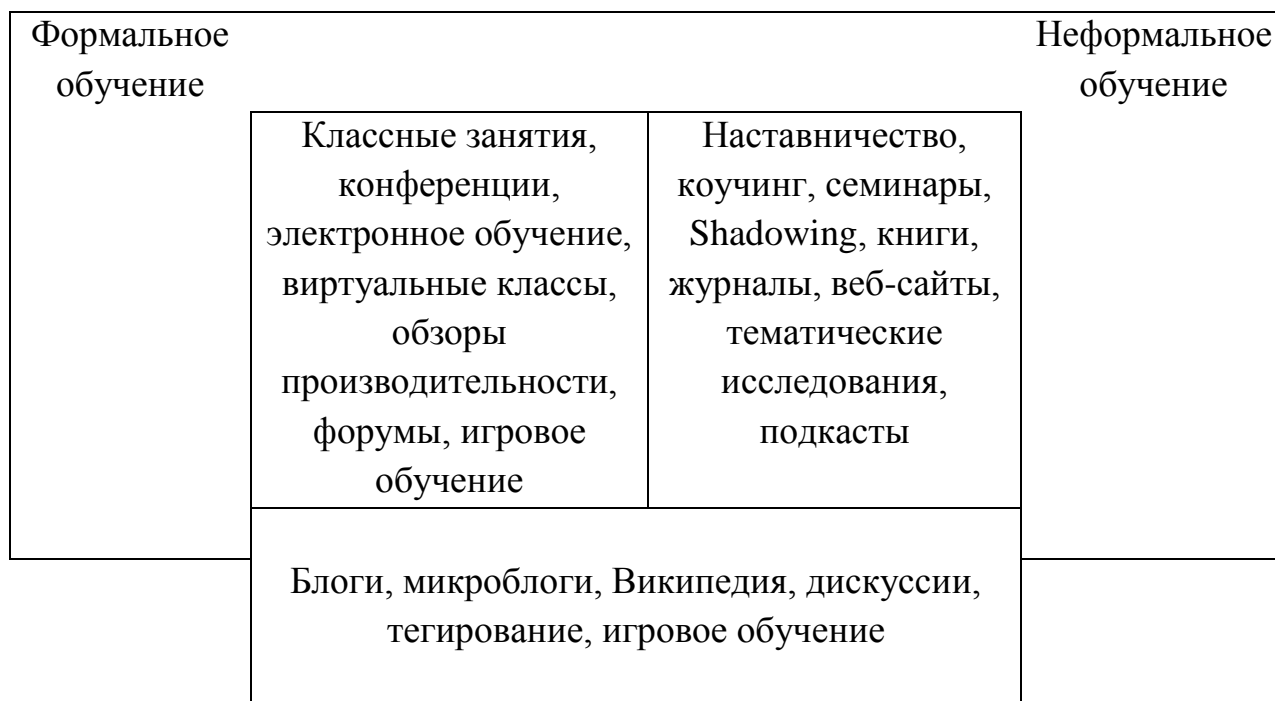 Формальное
обучение
Неформальное
обучение
Классные занятия,
конференции,
электронное обучение,
виртуальные классы,
обзоры
производительности,
форумы, игровое
обучение
Наставничество,
коучинг, семинары,
Shadowing, книги,
журналы, веб-сайты,
тематические
исследования,
подкасты
Блоги, микроблоги, Википедия, дискуссии,
тегирование, игровое обучение